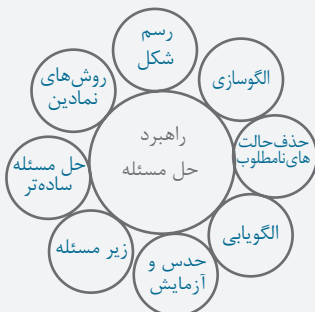 راهبرد
حل مسئله
رسم
شکل
الگوسازی
حذف‌حالت
های‌نامطلوب
الگویابی
حدس و
آزمایش
زیر مسئله
حل مسئله
ساده‌تر
روش‌های
نمادین